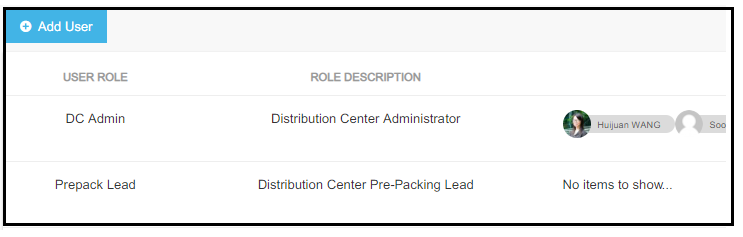 Add User
USER ROLE ROLE DESCRIPTION
DC Admin Distribution Center Administrator Huijuan WANG Soo
Prepack Lead Distribution Center Pre-Packing Lead No items to show...